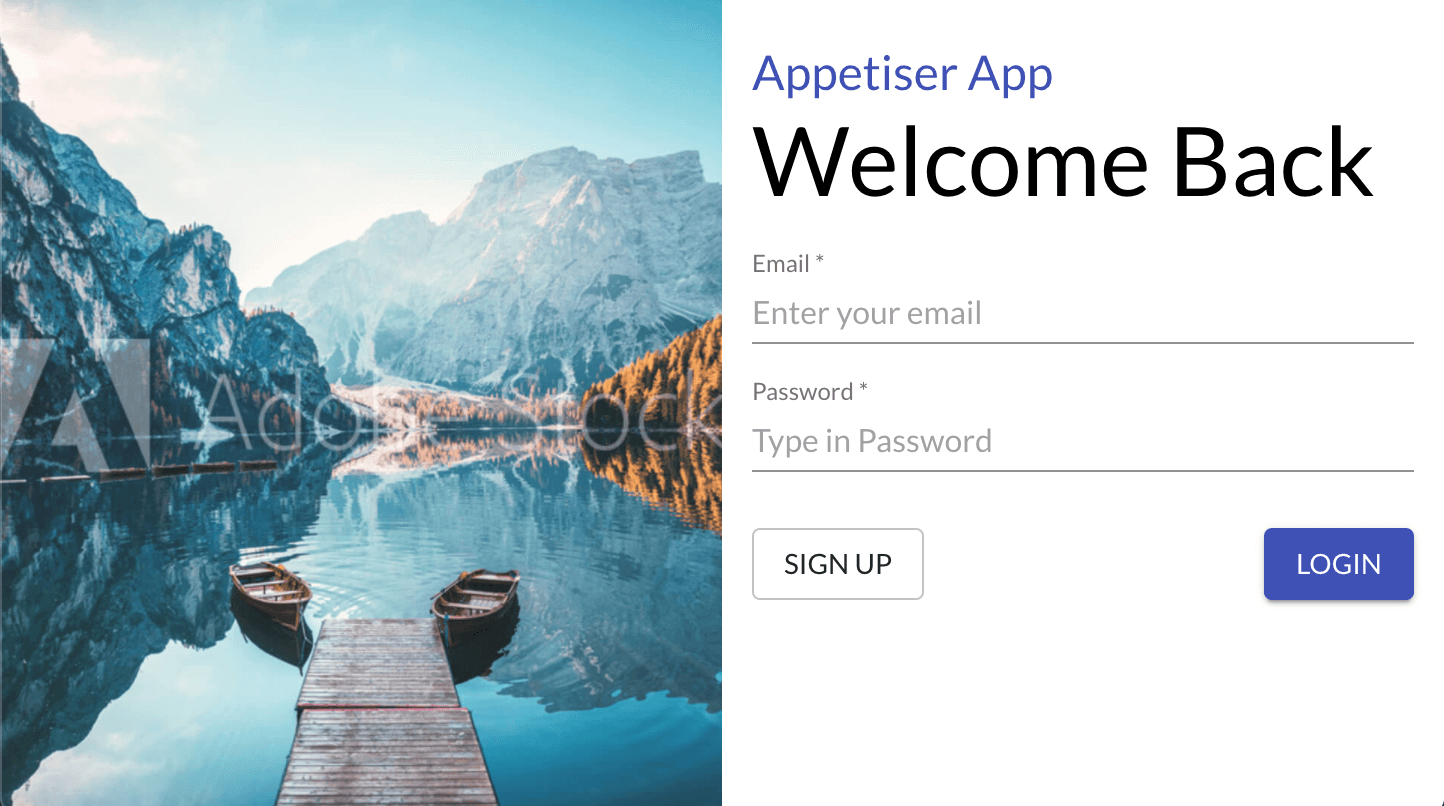 Appetiser App
Welcome Back
Email *
Enter your email
Adobe Stock
Password *
Type in Password
SIGN UP
LOGIN